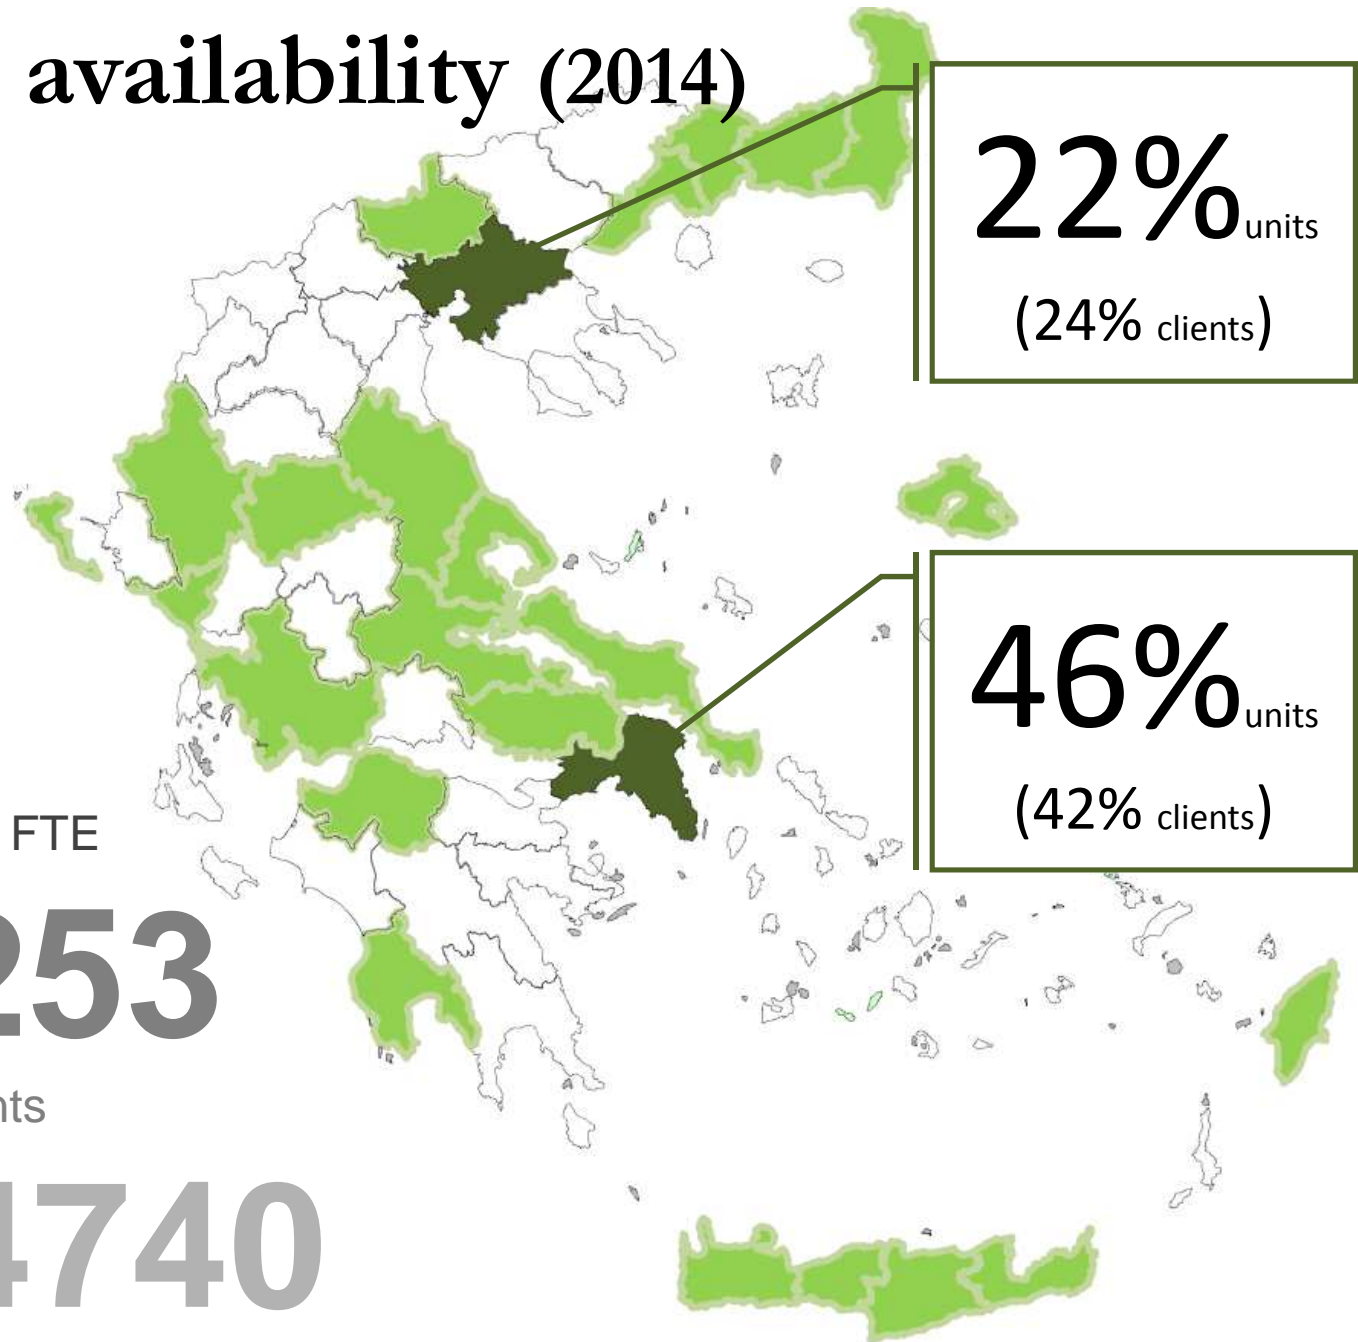 availability (2014)
22% units
(24% clients)
46% units
(42% clients)
FTE
253
4740